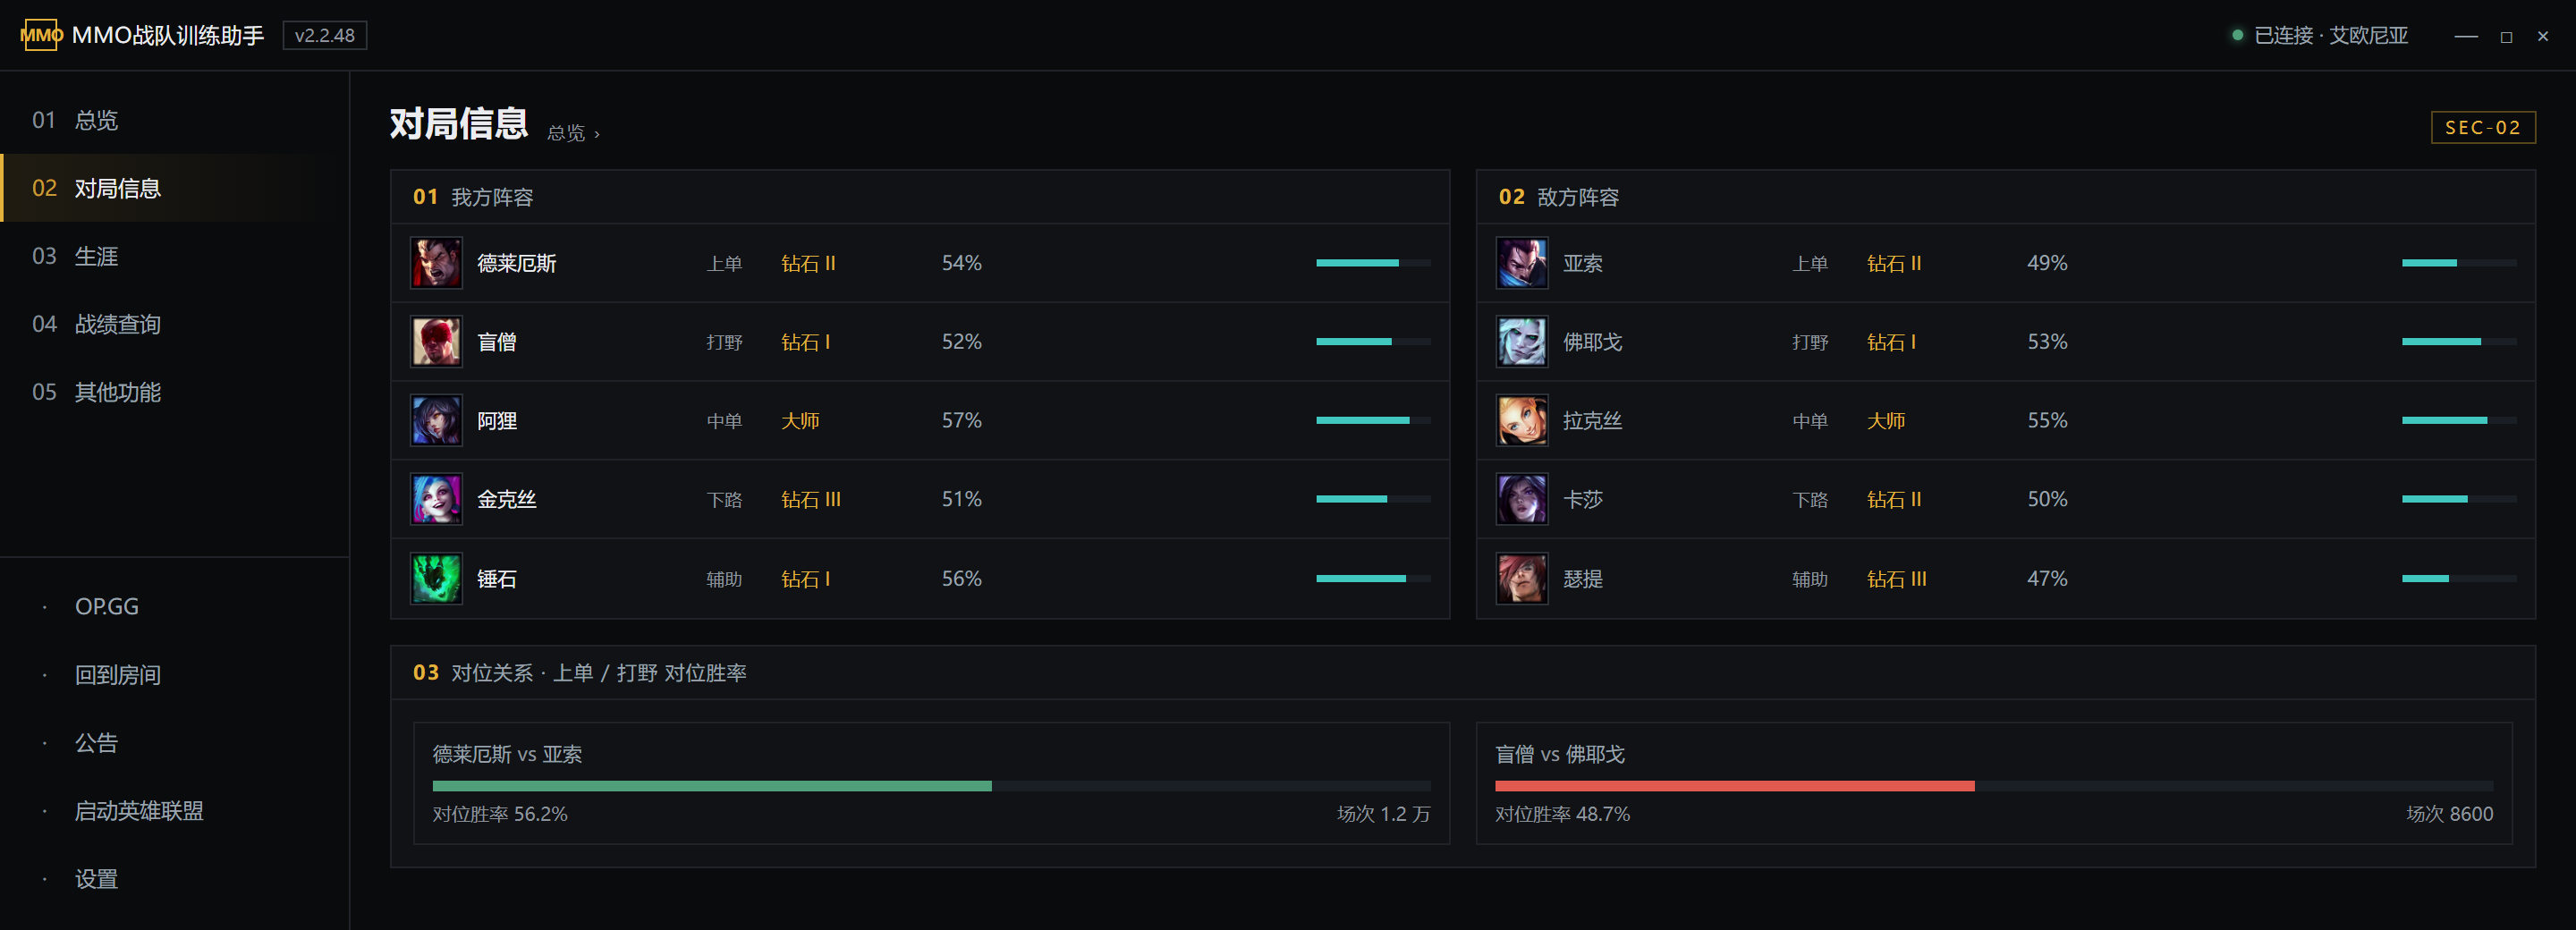 MMO MMO战队训练助手 v2.2.48 已连接 · 艾欧尼亚
01 总览
02 对局信息
03 生涯
04 战绩查询
05 其他功能
· OP.GG
· 回到房间
· 公告
· 启动英雄联盟
· 设置
对局信息 总览 ›
SEC-02
01 我方阵容
德莱厄斯 上单 钻石 II 54%
盲僧 打野 钻石 I 52%
阿狸 中单 大师 57%
金克丝 下路 钻石 III 51%
锤石 辅助 钻石 I 56%
02 敌方阵容
亚索 上单 钻石 II 49%
佛耶戈 打野 钻石 I 53%
拉克丝 中单 大师 55%
卡莎 下路 钻石 II 50%
瑟提 辅助 钻石 III 47%
03 对位关系 · 上单 / 打野 对位胜率
德莱厄斯 vs 亚索
对位胜率 56.2% 场次 1.2 万
盲僧 vs 佛耶戈
对位胜率 48.7% 场次 8600